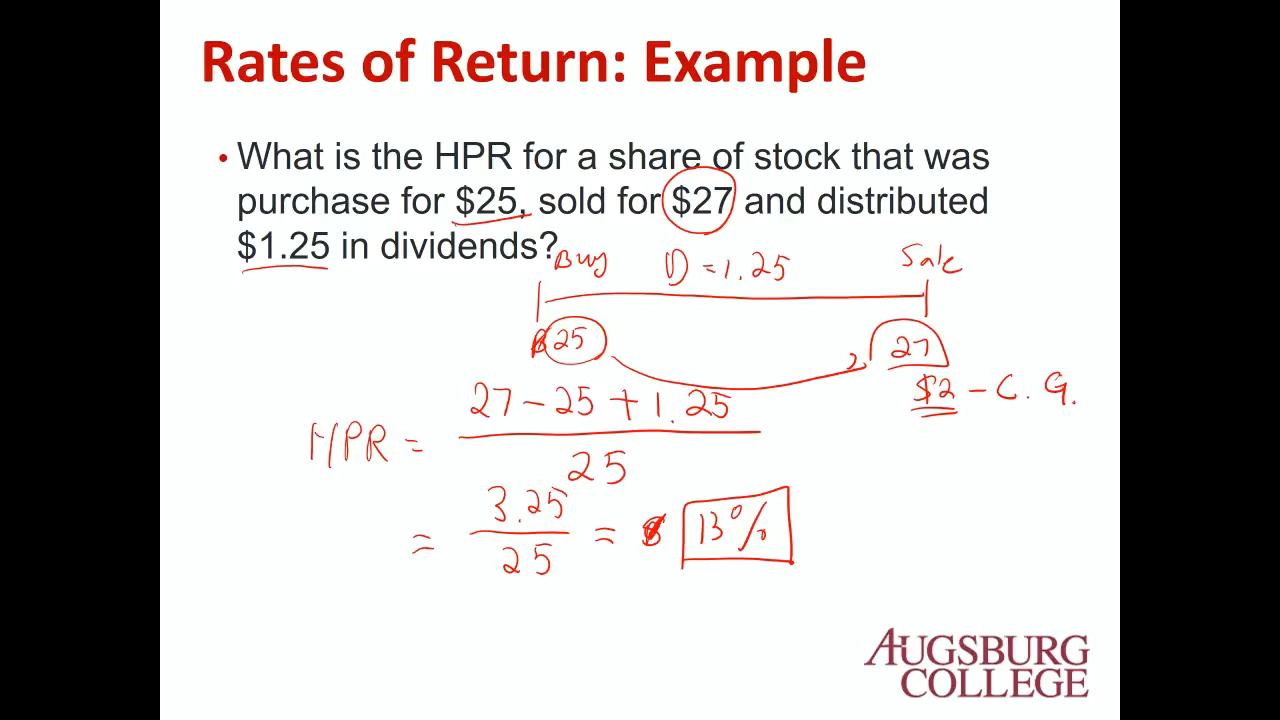 Rates of Return: Example
• What is the HPR for a share of stock that was
purchase for $25, sold for $27 and distributed
$1.25 in dividends?
Buy D = 1.25 Sale
25 27
$2 - C. G.
27 - 25 + 1.25
HPR =
25
3.25
= = 13%
25
AUGSBURG
COLLEGE